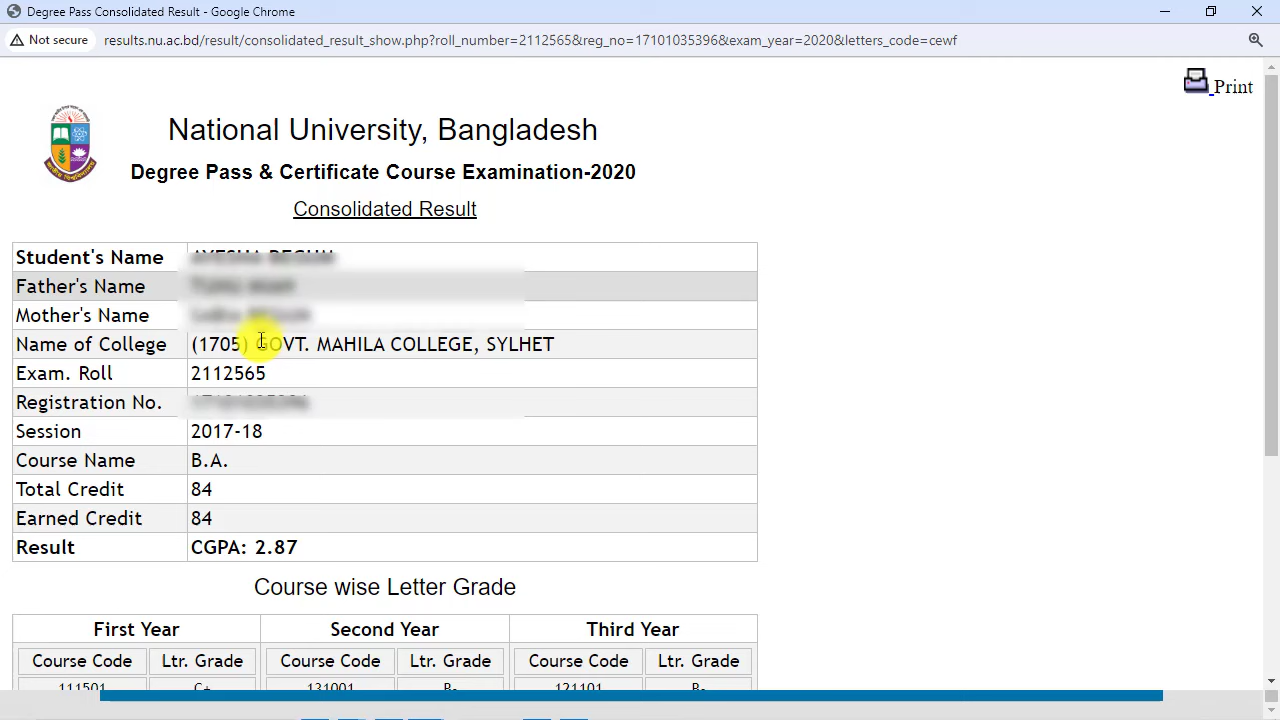 Degree Pass Consolidated Result - Google Chrome
Not secure results.nu.ac.bd/result/consolidated_result_show.php?roll_number=2112565&reg_no=17101035396&exam_year=2020&letters_code=cewf
Print
National University, Bangladesh
Degree Pass & Certificate Course Examination-2020
Consolidated Result
Student's Name
Father's Name
Mother's Name
Name of College (1705) GOVT. MAHILA COLLEGE, SYLHET
Exam. Roll 2112565
Registration No.
Session 2017-18
Course Name B.A.
Total Credit 84
Earned Credit 84
Result CGPA: 2.87
Course wise Letter Grade
First Year Second Year Third Year
Course Code Ltr. Grade Course Code Ltr. Grade Course Code Ltr. Grade
111501 C+ 131001 B- 121101 B-